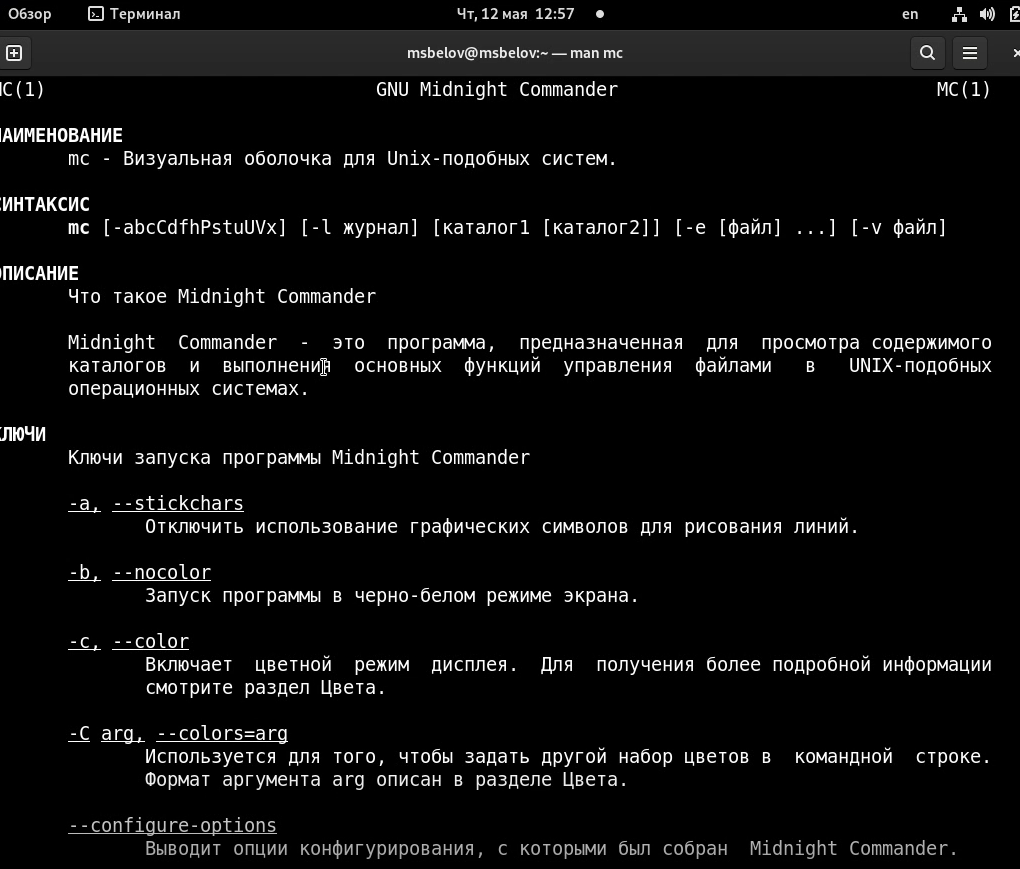 Обзор Терминал Чт, 12 мая 12:57 en
msbelov@msbelov:~ — man mc
MC(1) GNU Midnight Commander MC(1)
НАИМЕНОВАНИЕ
mc - Визуальная оболочка для Unix-подобных систем.
СИНТАКСИС
mc [-abcCdfhPstuUVx] [-l журнал] [каталог1 [каталог2]] [-e [файл] ...] [-v файл]
ОПИСАНИЕ
Что такое Midnight Commander
Midnight Commander - это программа, предназначенная для просмотра содержимого
каталогов и выполнения основных функций управления файлами в UNIX-подобных
операционных системах.
КЛЮЧИ
Ключи запуска программы Midnight Commander
-a, --stickchars
Отключить использование графических символов для рисования линий.
-b, --nocolor
Запуск программы в черно-белом режиме экрана.
-c, --color
Включает цветной режим дисплея. Для получения более подробной информации
смотрите раздел Цвета.
-C arg, --colors=arg
Используется для того, чтобы задать другой набор цветов в командной строке.
Формат аргумента arg описан в разделе Цвета.
--configure-options
Выводит опции конфигурирования, с которыми был собран Midnight Commander.